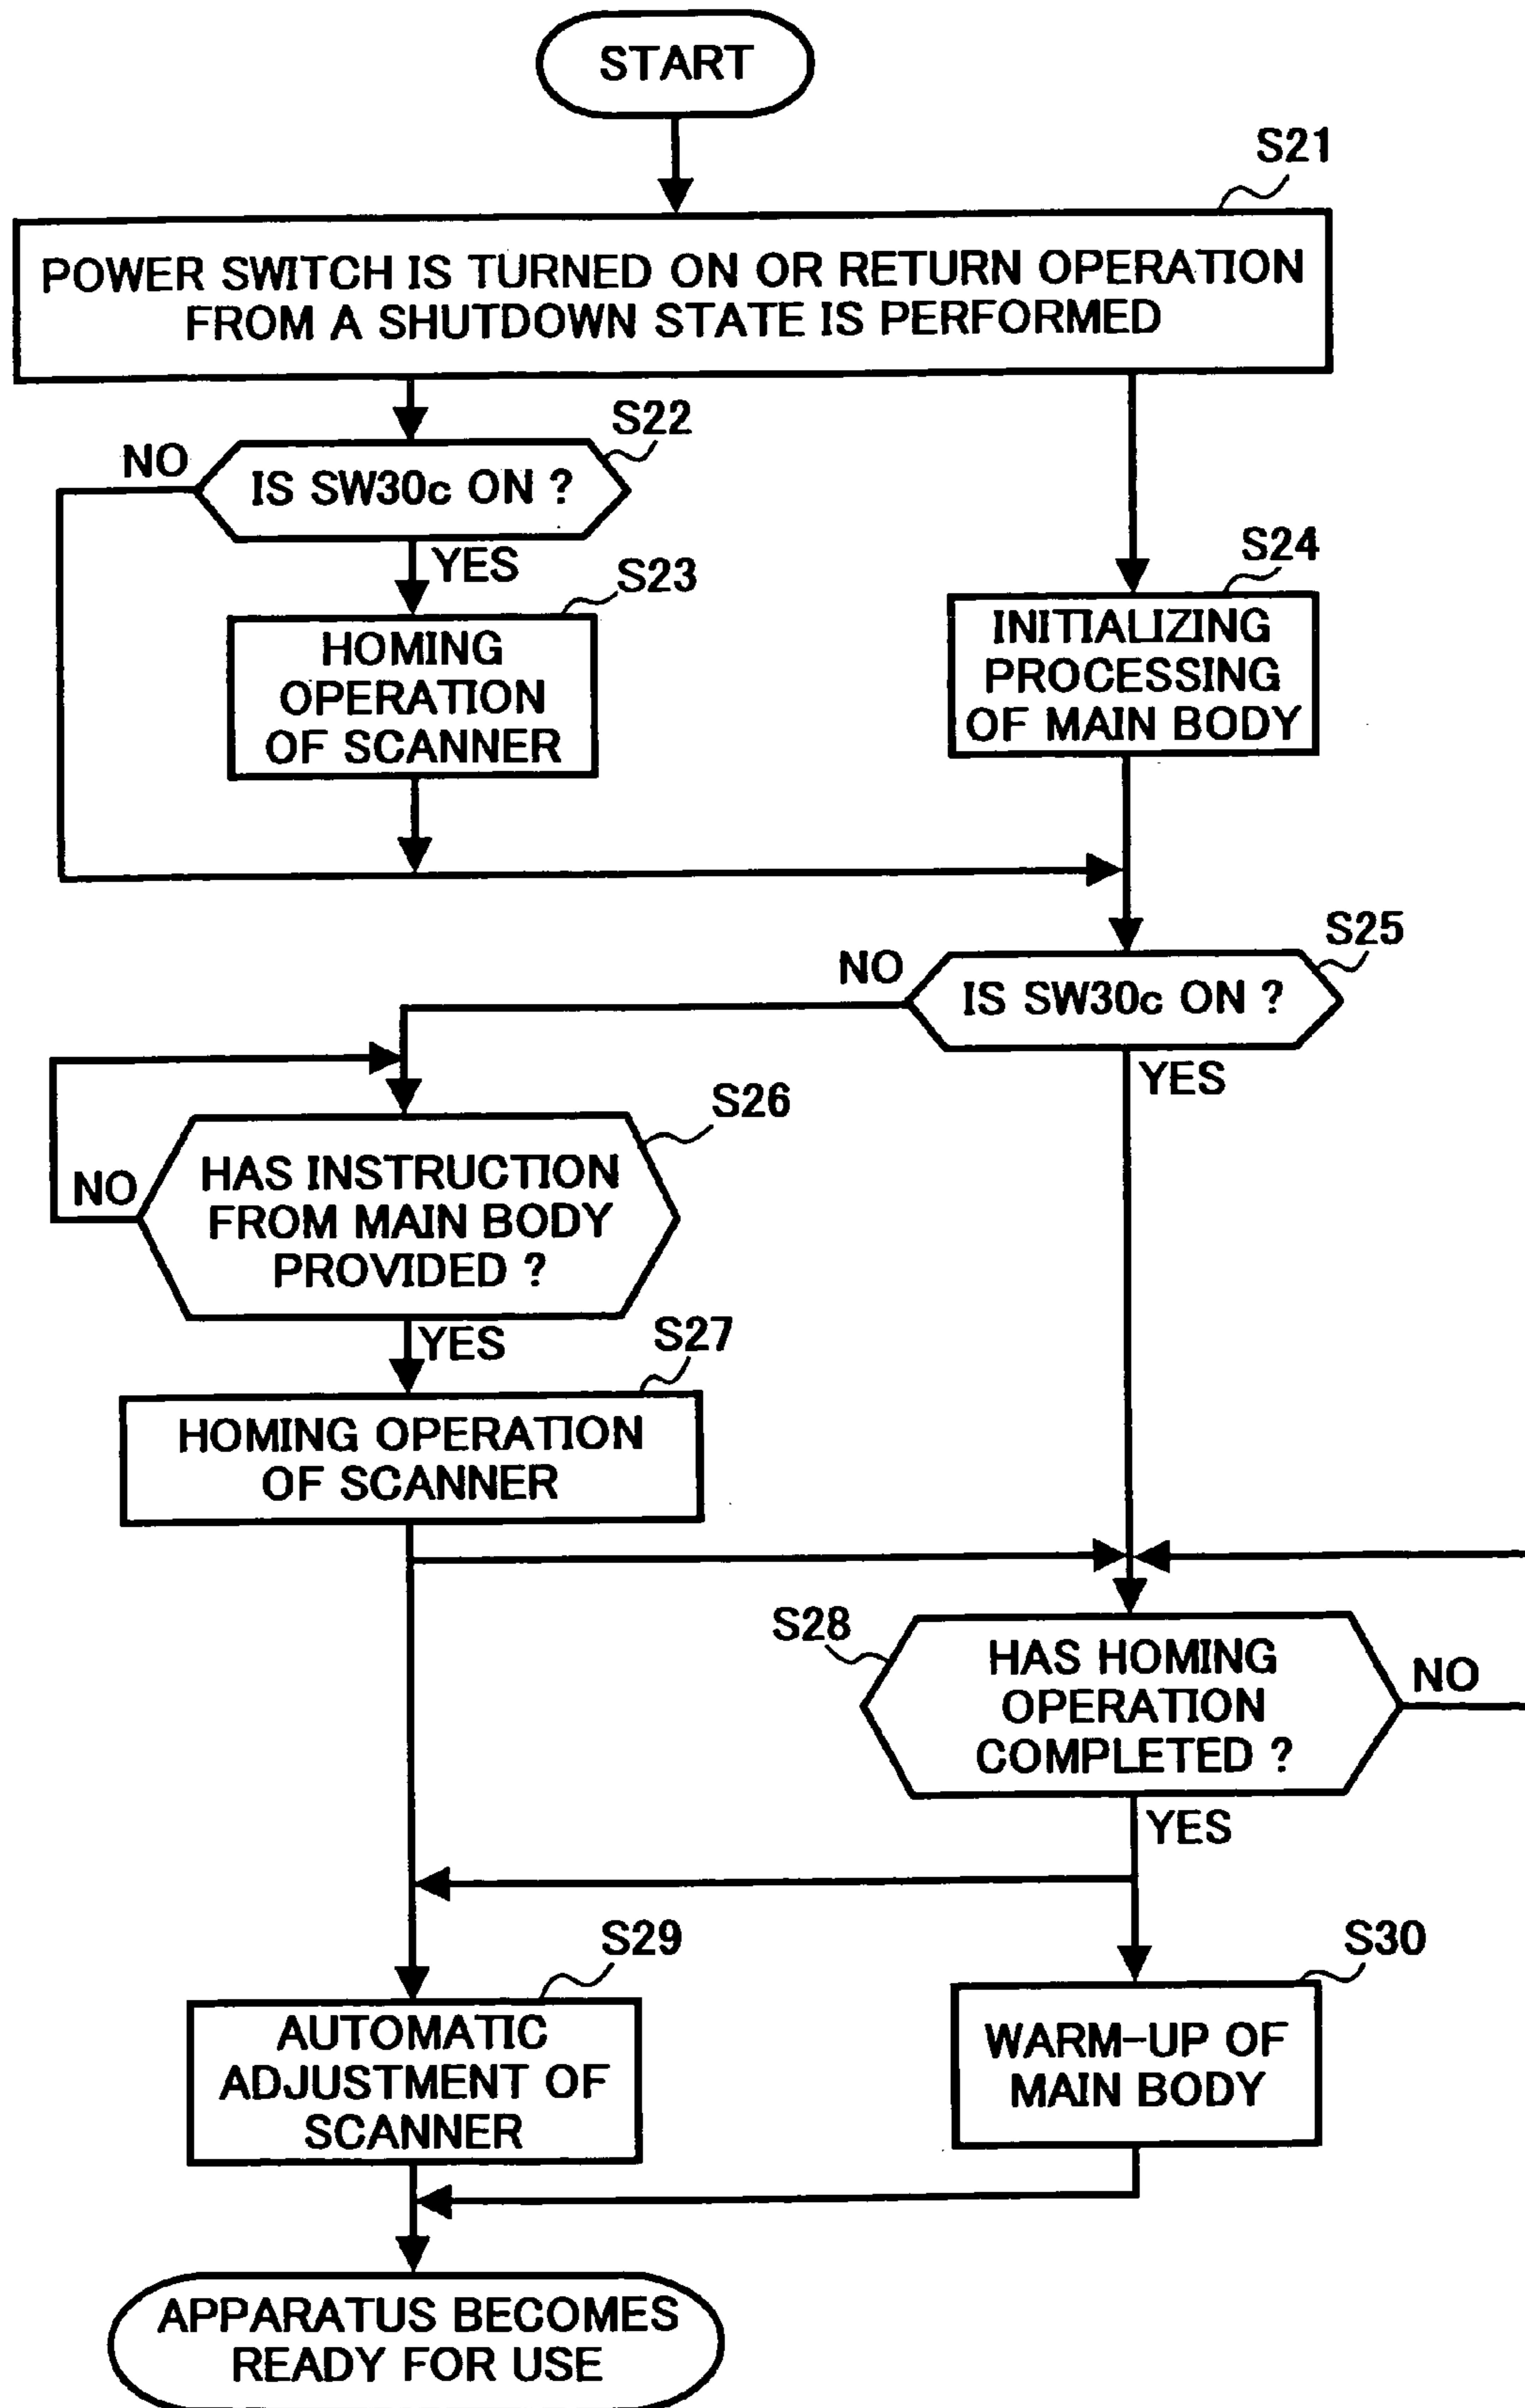 START
S21
POWER SWITCH IS TURNED ON OR RETURN OPERATION
FROM A SHUTDOWN STATE IS PERFORMED
S22
NO
IS SW30c ON ?
YES
S23
HOMING
OPERATION
OF SCANNER
S24
INITIALIZING
PROCESSING
OF MAIN BODY
S25
NO
IS SW30c ON ?
YES
S26
HAS INSTRUCTION
FROM MAIN BODY
PROVIDED ?
NO
YES
S27
HOMING OPERATION
OF SCANNER
S28
HAS HOMING
OPERATION
COMPLETED ?
NO
YES
S29
AUTOMATIC
ADJUSTMENT OF
SCANNER
S30
WARM-UP OF
MAIN BODY
APPARATUS BECOMES
READY FOR USE